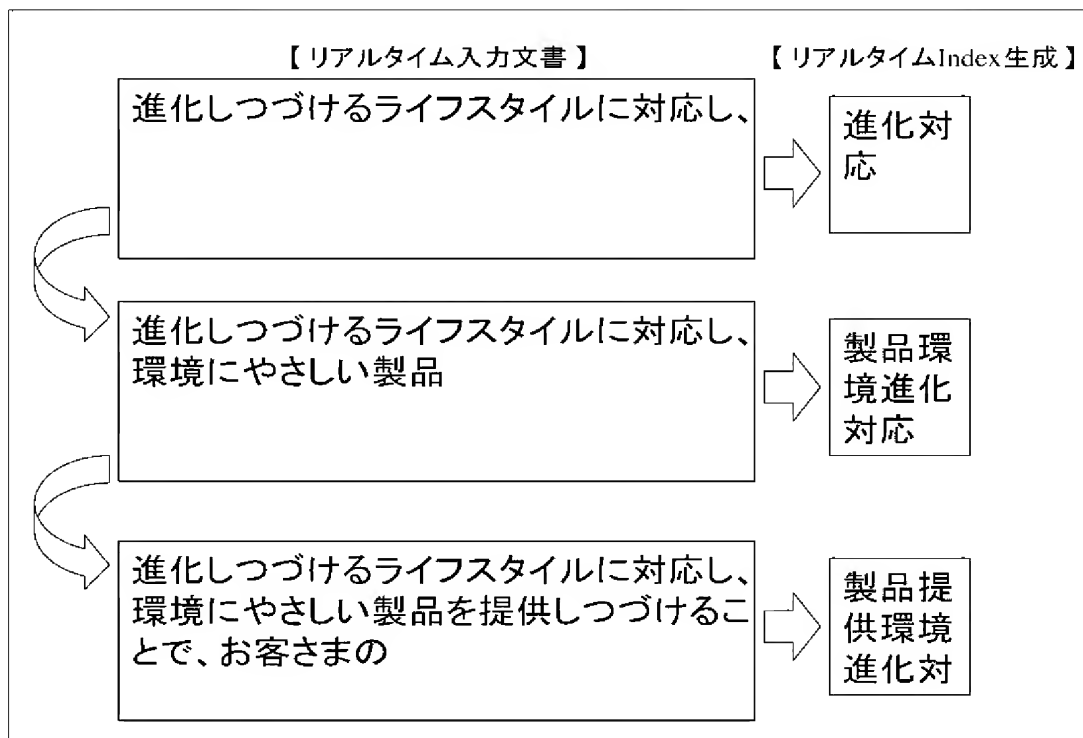 【リアルタイム入力文書】
【リアルタイムIndex生成】
進化しつづけるライフスタイルに対応し、
進化対
応
進化しつづけるライフスタイルに対応し、
環境にやさしい製品
製品環
境進化
対応
進化しつづけるライフスタイルに対応し、
環境にやさしい製品を提供しつづけるこ
とで、お客さまの
製品提
供環境
進化対